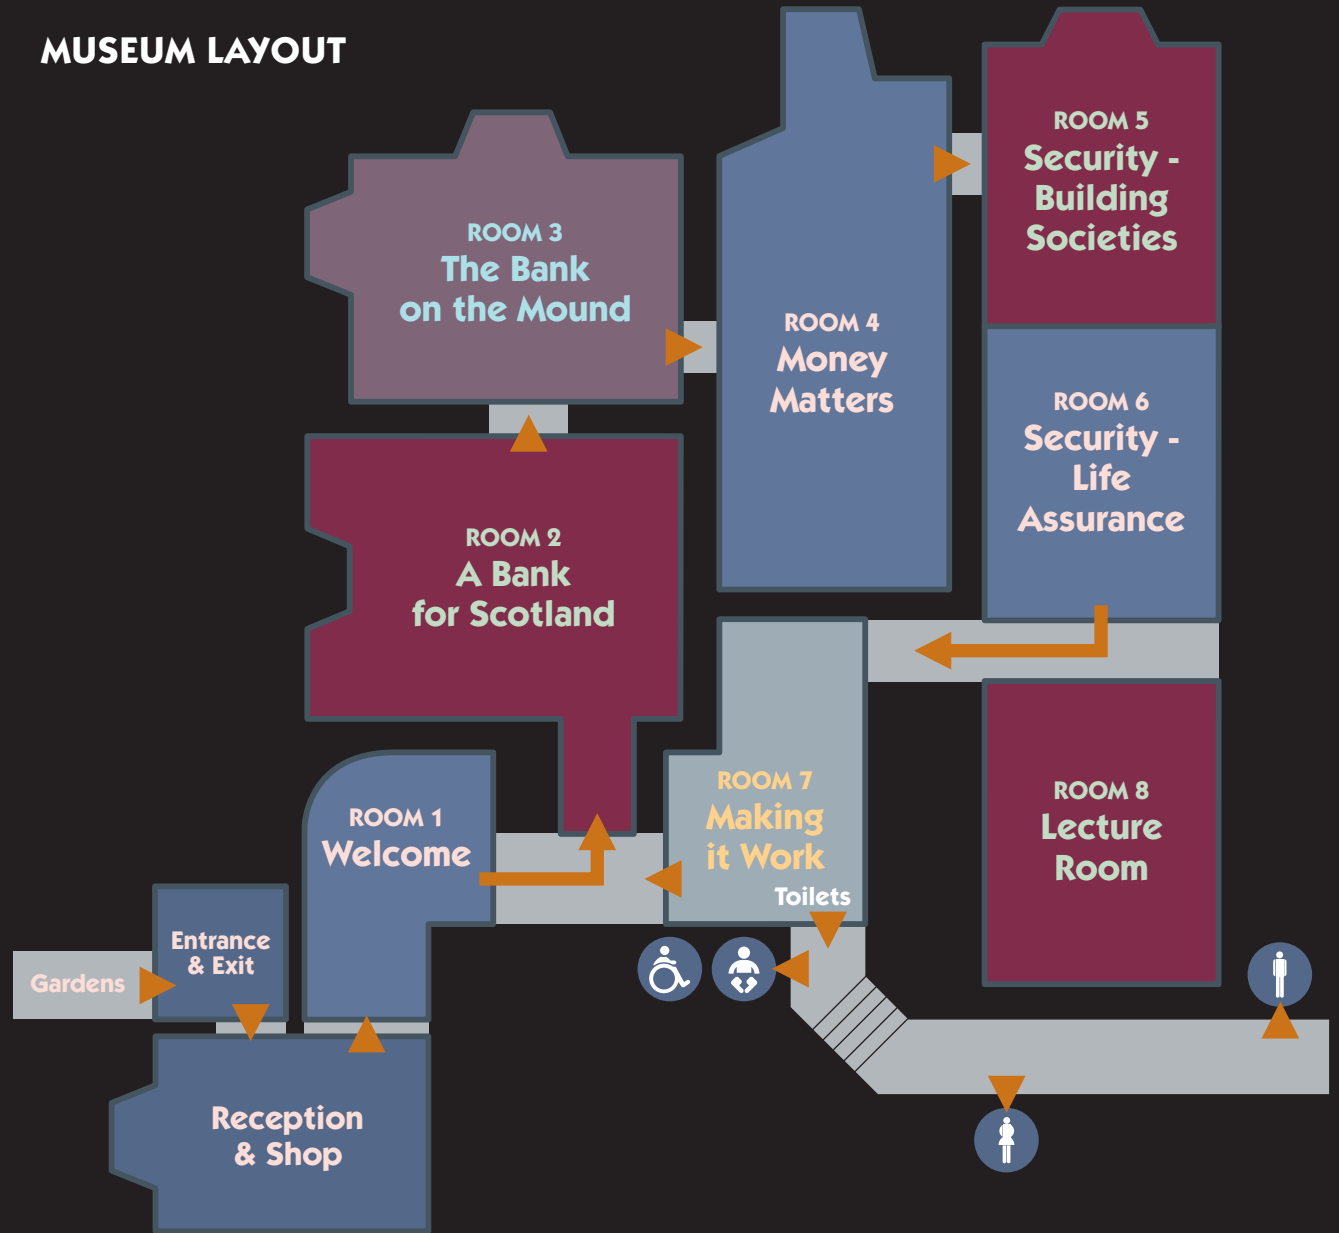 MUSEUM LAYOUT
ROOM 5
Security -
Building
Societies
ROOM 3
The Bank
on the Mound
ROOM 4
Money
Matters
ROOM 6
Security -
Life
Assurance
ROOM 2
A Bank
for Scotland
ROOM 7
Making
it Work
Toilets
ROOM 8
Lecture
Room
ROOM 1
Welcome
Entrance
& Exit
Gardens
Reception
& Shop